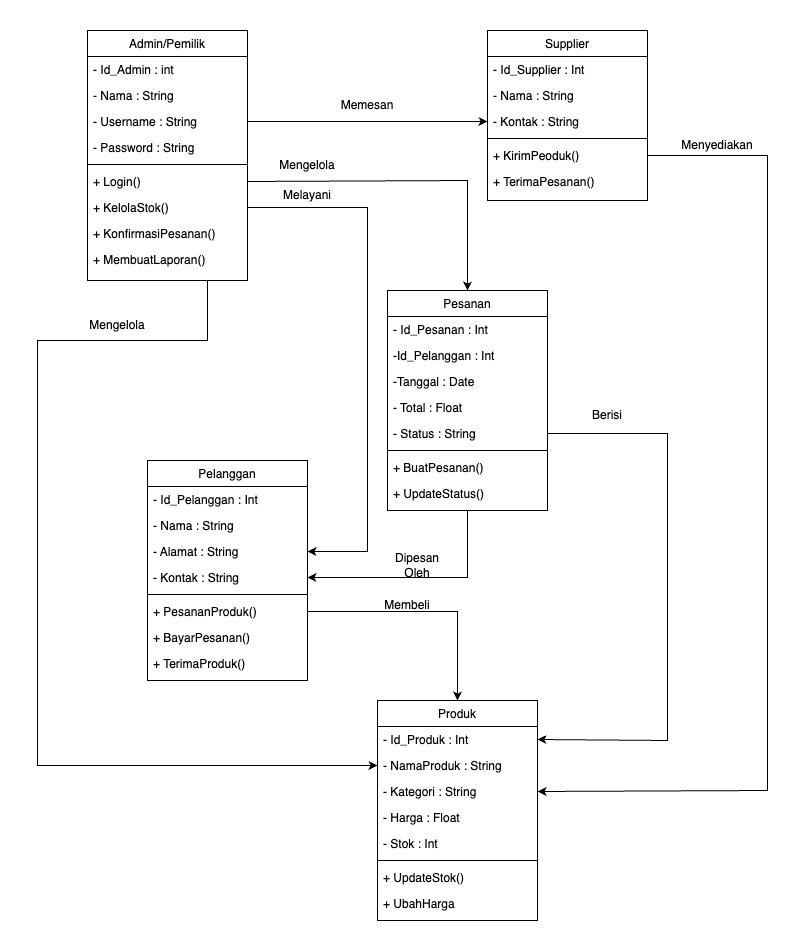 Admin/Pemilik
- Id_Admin : int
- Nama : String
- Username : String
- Password : String
+ Login()
+ KelolaStok()
+ KonfirmasiPesanan()
+ MembuatLaporan()
Memesan
Supplier
- Id_Supplier : Int
- Nama : String
- Kontak : String
+ KirimPeoduk()
+ TerimaPesanan()
Menyediakan
Mengelola
Melayani
Mengelola
Pesanan
- Id_Pesanan : Int
-Id_Pelanggan : Int
-Tanggal : Date
- Total : Float
- Status : String
+ BuatPesanan()
+ UpdateStatus()
Berisi
Pelanggan
- Id_Pelanggan : Int
- Nama : String
- Alamat : String
- Kontak : String
+ PesananProduk()
+ BayarPesanan()
+ TerimaProduk()
Dipesan
Oleh
Membeli
Produk
- Id_Produk : Int
- NamaProduk : String
- Kategori : String
- Harga : Float
- Stok : Int
+ UpdateStok()
+ UbahHarga